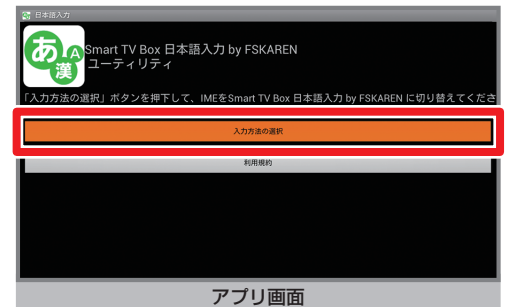 日本語入力
あA漢
Smart TV Box 日本語入力 by FSKAREN
ユーティリティ
「入力方法の選択」ボタンを押下して、IMEをSmart TV Box 日本語入力 by FSKAREN に切り替えてくださ
入力方法の選択
利用規約
アプリ画面